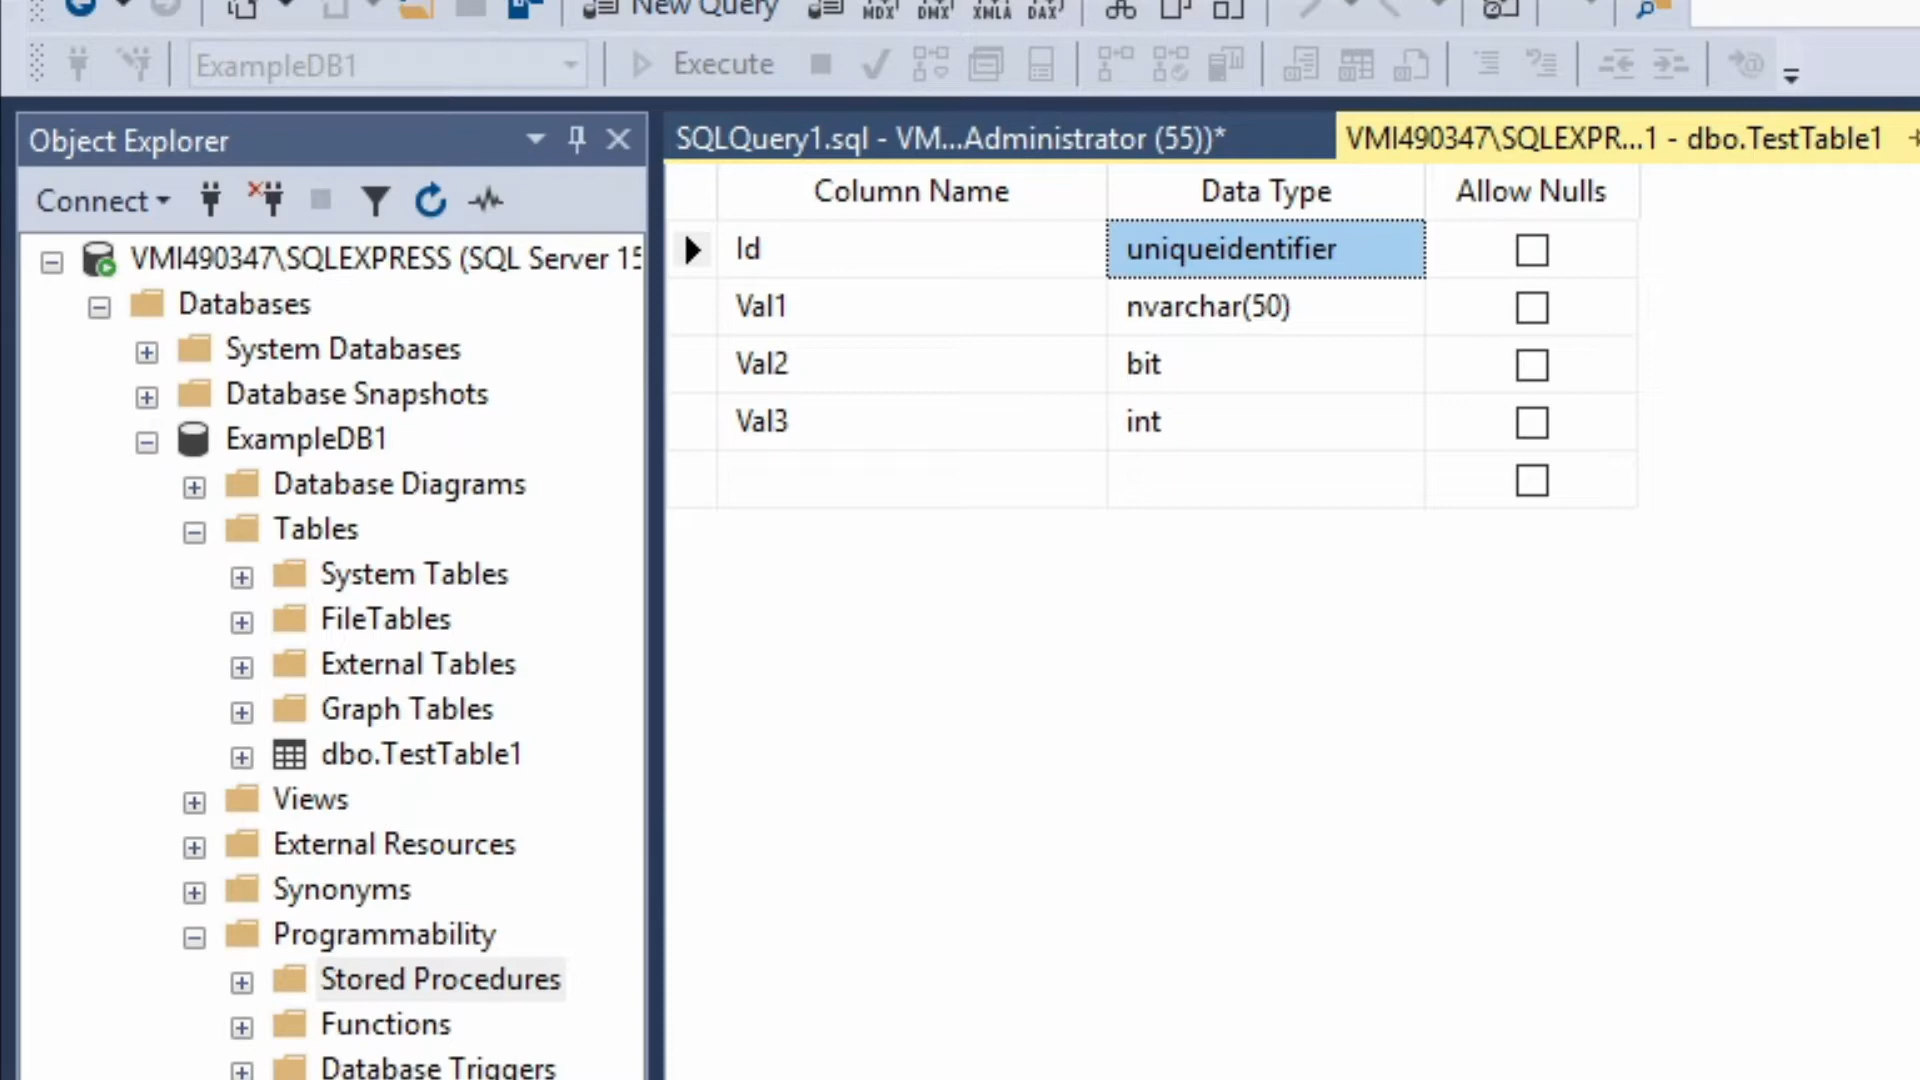 New Query
MDX DMX XMLA DAX
ExampleDB1
Execute
Object Explorer
SQLQuery1.sql - VM...Administrator (55))*
VMI490347\SQLEXPR...1 - dbo.TestTable1
Connect
Column Name
Data Type
Allow Nulls
Id
uniqueidentifier
Val1
nvarchar(50)
Val2
bit
Val3
int
VMI490347\SQLEXPRESS (SQL Server 15
Databases
System Databases
Database Snapshots
ExampleDB1
Database Diagrams
Tables
System Tables
FileTables
External Tables
Graph Tables
dbo.TestTable1
Views
External Resources
Synonyms
Programmability
Stored Procedures
Functions
Database Triggers